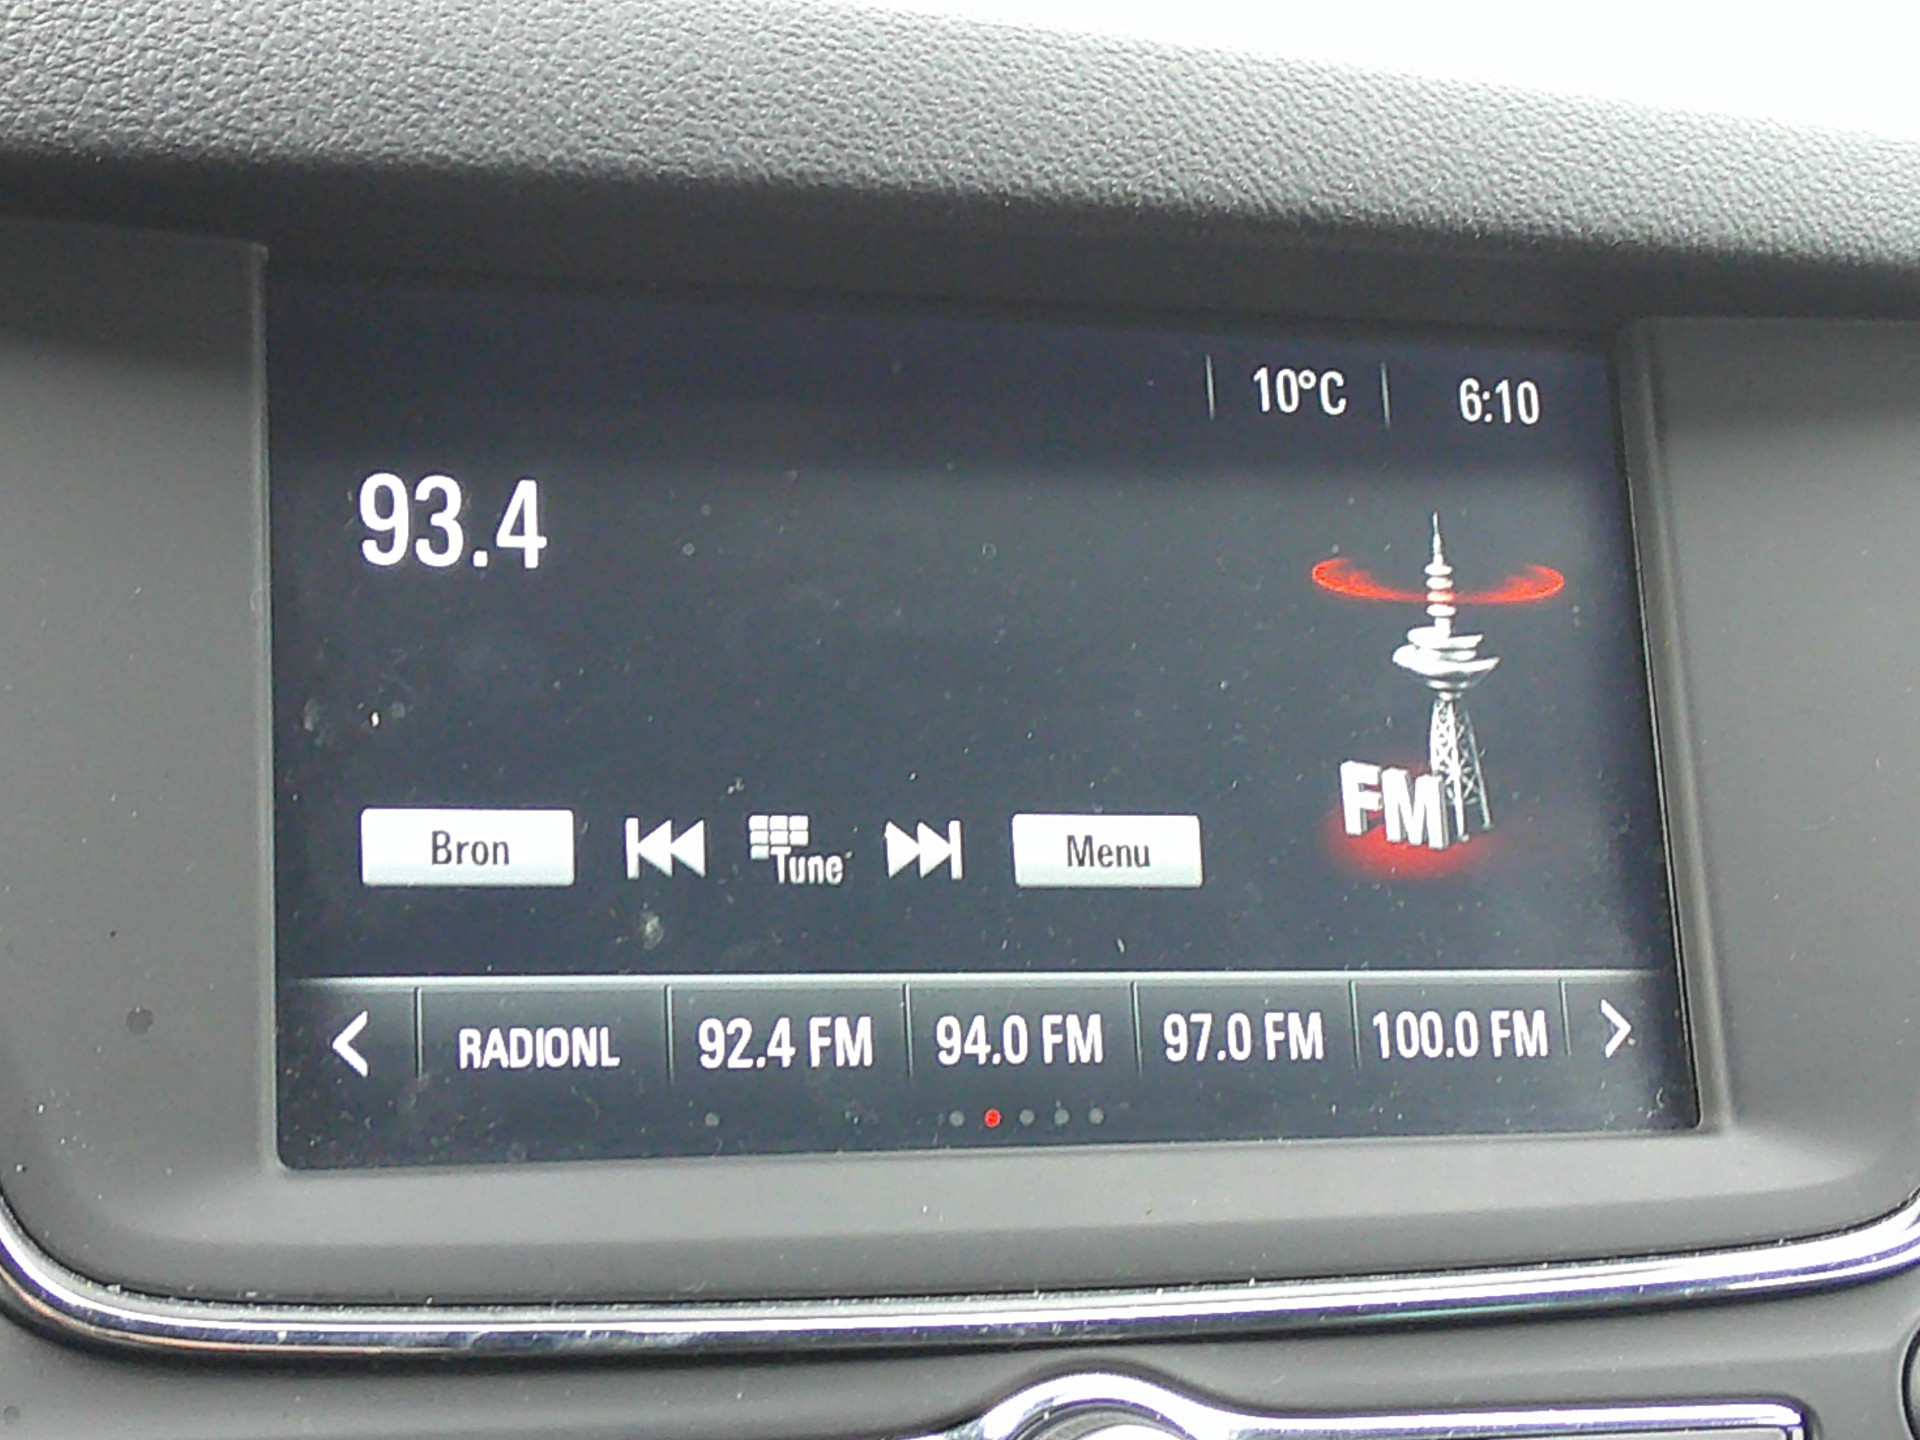 10°C 6:10
93.4
FM
Bron Tune Menu
RADIONL 92.4 FM 94.0 FM 97.0 FM 100.0 FM